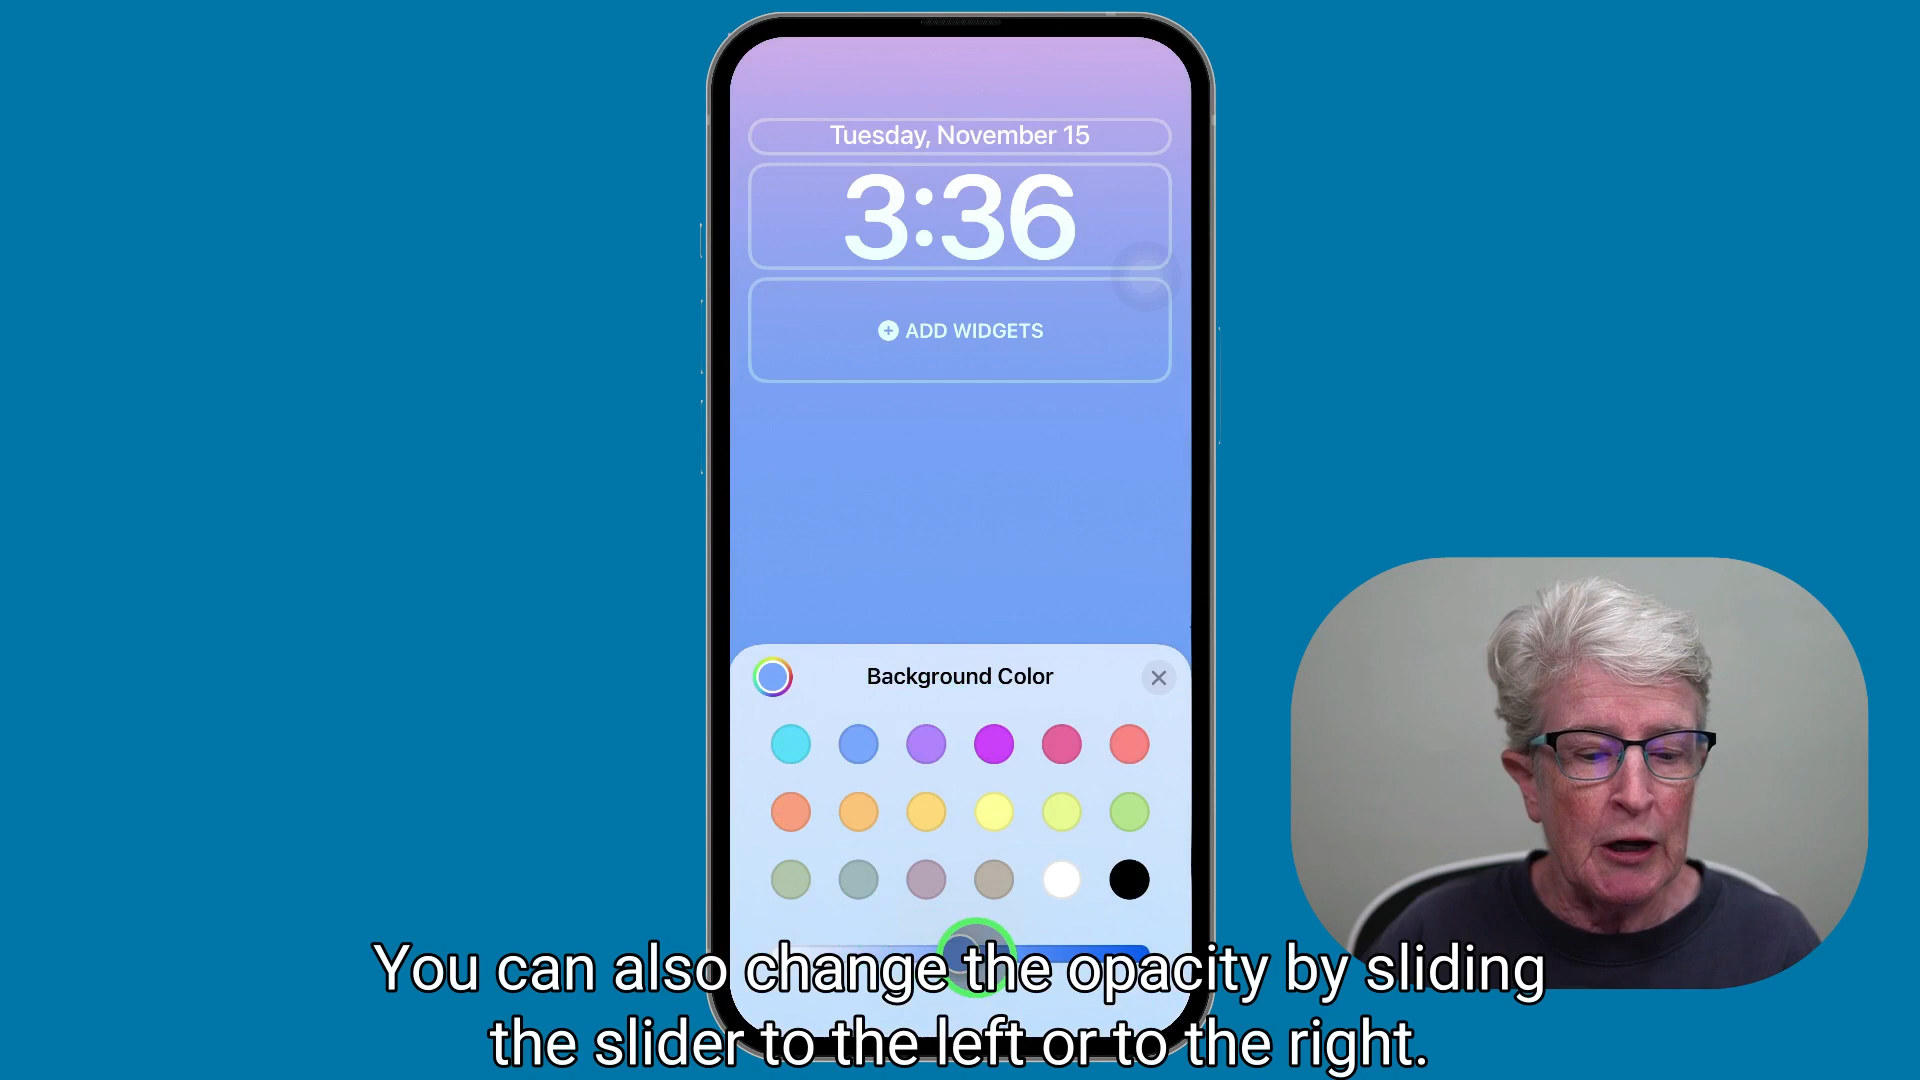 Tuesday, November 15
3:36
ADD WIDGETS
Background Color
You can also change the opacity by sliding
the slider to the left or to the right.